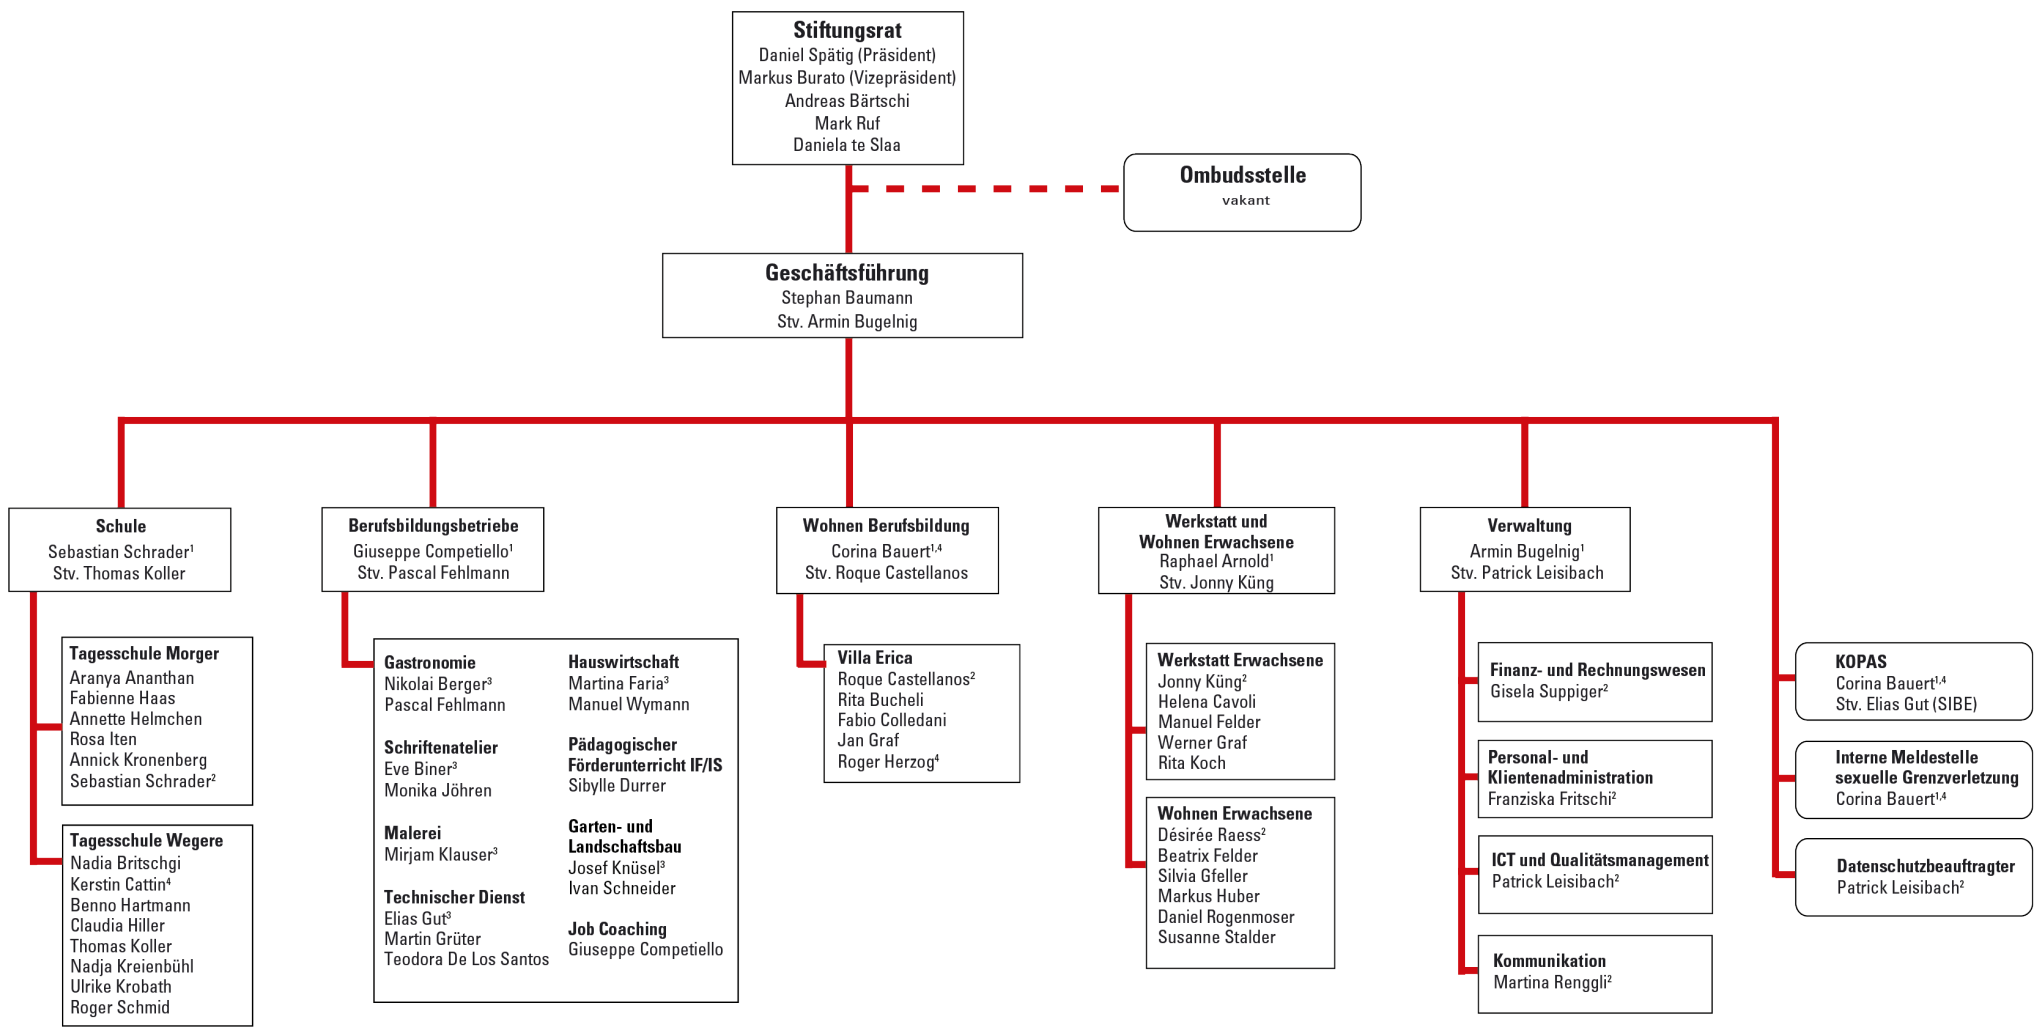 Stiftungsrat
Daniel Spätig (Präsident)
Markus Burato (Vizepräsident)
Andreas Bärtschi
Mark Ruf
Daniela te Slaa
Ombudsstelle
vakant
Geschäftsführung
Stephan Baumann
Stv. Armin Bugelnig
Schule
Sebastian Schrader¹
Stv. Thomas Koller
Tagesschule Morger
Aranya Ananthan
Fabienne Haas
Annette Helmchen
Rosa Iten
Annick Kronenberg
Sebastian Schrader²
Tagesschule Wegere
Nadia Britschgi
Kerstin Cattin⁴
Benno Hartmann
Claudia Hiller
Thomas Koller
Nadja Kreienbühl
Ulrike Krobath
Roger Schmid
Berufsbildungsbetriebe
Giuseppe Competiello¹
Stv. Pascal Fehlmann
Gastronomie
Nikolai Berger³
Pascal Fehlmann
Schriftenatelier
Eve Biner³
Monika Jöhren
Malerei
Mirjam Klauser³
Technischer Dienst
Elias Gut³
Martin Grüter
Teodora De Los Santos
Hauswirtschaft
Martina Faria³
Manuel Wymann
Pädagogischer
Förderunterricht IF/IS
Sibylle Durrer
Garten- und
Landschaftsbau
Josef Knüsel³
Ivan Schneider
Job Coaching
Giuseppe Competiello
Wohnen Berufsbildung
Corina Bauert¹,⁴
Stv. Roque Castellanos
Villa Erica
Roque Castellanos²
Rita Bucheli
Fabio Colledani
Jan Graf
Roger Herzog⁴
Werkstatt und
Wohnen Erwachsene
Raphael Arnold¹
Stv. Jonny Küng
Werkstatt Erwachsene
Jonny Küng²
Helena Cavoli
Manuel Felder
Werner Graf
Rita Koch
Wohnen Erwachsene
Désirée Raess²
Beatrix Felder
Silvia Gfeller
Markus Huber
Daniel Rogenmoser
Susanne Stalder
Verwaltung
Armin Bugelnig¹
Stv. Patrick Leisibach
Finanz- und Rechnungswesen
Gisela Suppiger²
Personal- und
Klientenadministration
Franziska Fritschi²
ICT und Qualitätsmanagement
Patrick Leisibach²
Kommunikation
Martina Renggli²
KOPAS
Corina Bauert¹,⁴
Stv. Elias Gut (SIBE)
Interne Meldestelle
sexuelle Grenzverletzung
Corina Bauert¹,⁴
Datenschutzbeauftragter
Patrick Leisibach²